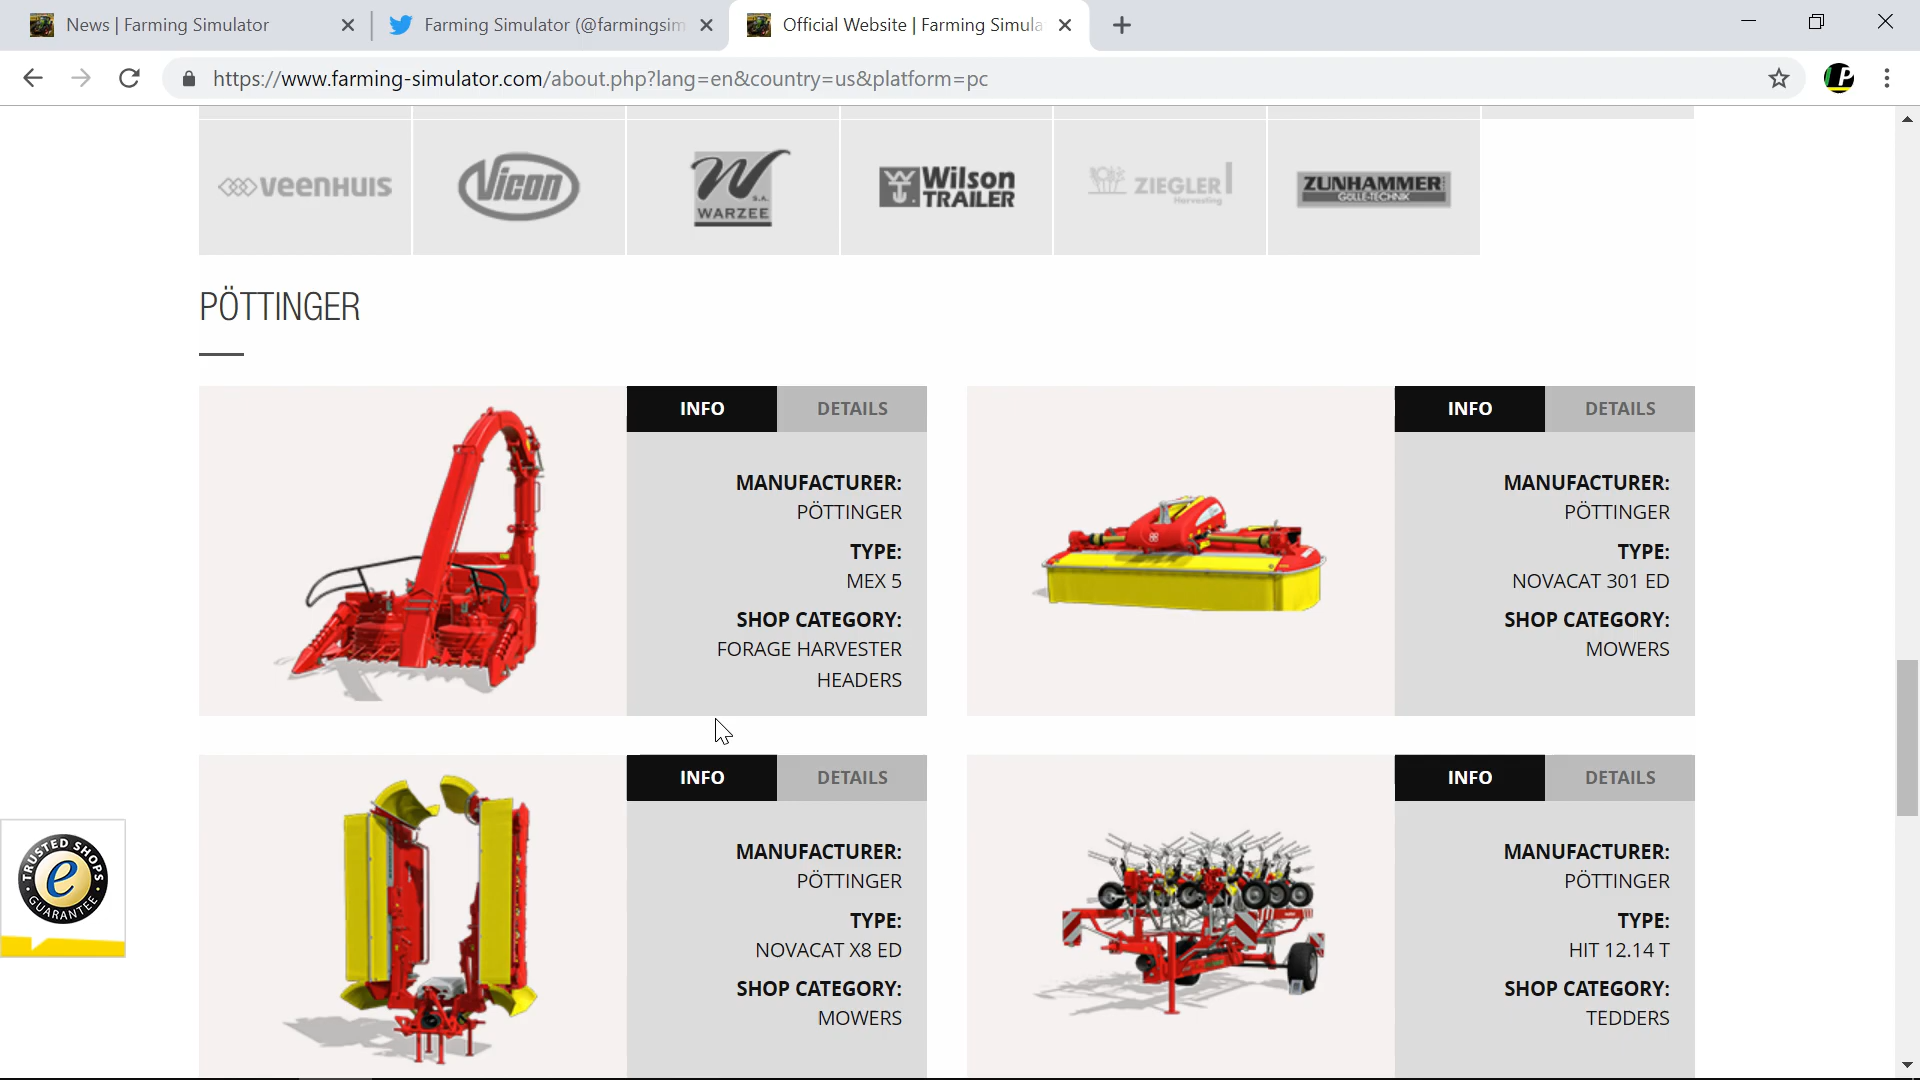 News | Farming Simulator
Farming Simulator (@farmingsim
Official Website | Farming Simula
https://www.farming-simulator.com/about.php?lang=en&country=us&platform=pc
VEENHUIS
Vicon
W
S.A.
WARZEE
Wilson
TRAILER
ZIEGLER
Harvesting
ZUNHAMMER
GÜLLE-TECHNIK
PÖTTINGER
INFO
DETAILS
MANUFACTURER:
PÖTTINGER
TYPE:
MEX 5
SHOP CATEGORY:
FORAGE HARVESTER
HEADERS
INFO
DETAILS
MANUFACTURER:
PÖTTINGER
TYPE:
NOVACAT 301 ED
SHOP CATEGORY:
MOWERS
INFO
DETAILS
MANUFACTURER:
PÖTTINGER
TYPE:
NOVACAT X8 ED
SHOP CATEGORY:
MOWERS
INFO
DETAILS
MANUFACTURER:
PÖTTINGER
TYPE:
HIT 12.14 T
SHOP CATEGORY:
TEDDERS
TRUSTED SHOPS
e
GUARANTEE